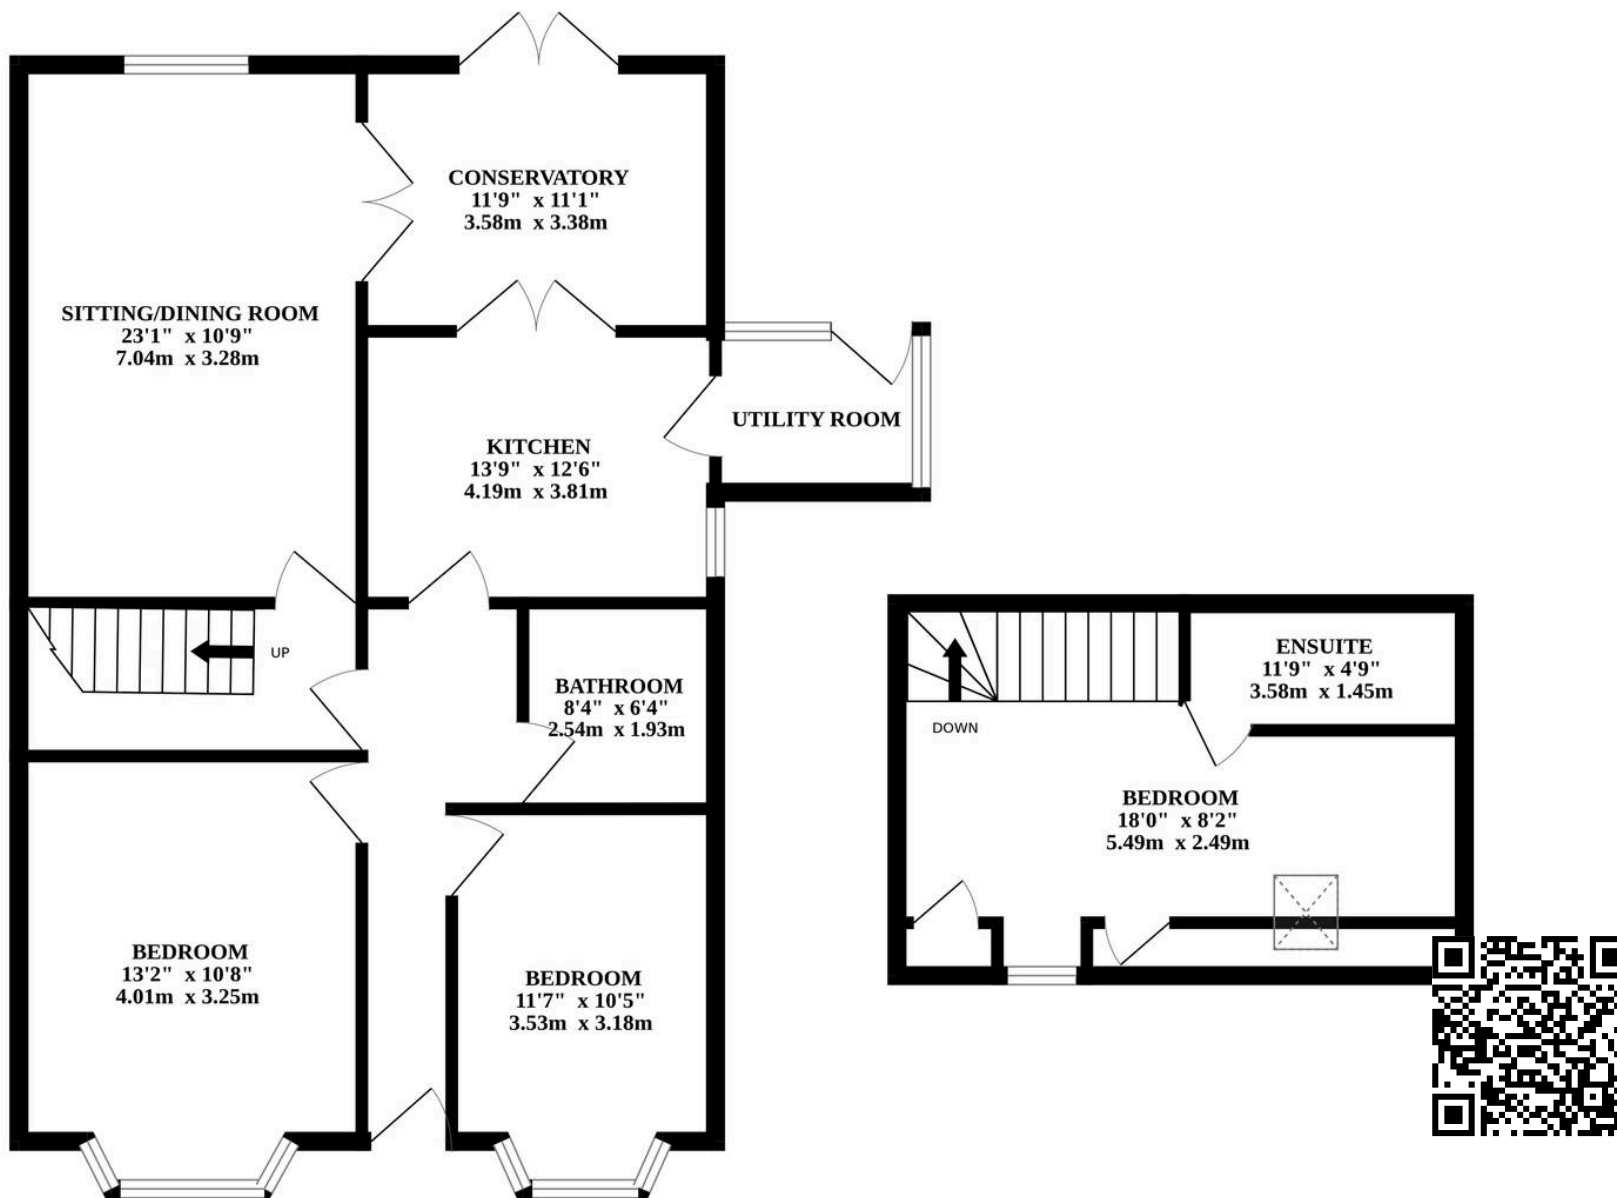 CONSERVATORY
11'9" x 11'1"
3.58m x 3.38m
SITTING/DINING ROOM
23'1" x 10'9"
7.04m x 3.28m
UTILITY ROOM
KITCHEN
13'9" x 12'6"
4.19m x 3.81m
UP
BATHROOM
8'4" x 6'4"
2.54m x 1.93m
BEDROOM
13'2" x 10'8"
4.01m x 3.25m
BEDROOM
11'7" x 10'5"
3.53m x 3.18m
ENSUITE
11'9" x 4'9"
3.58m x 1.45m
DOWN
BEDROOM
18'0" x 8'2"
5.49m x 2.49m